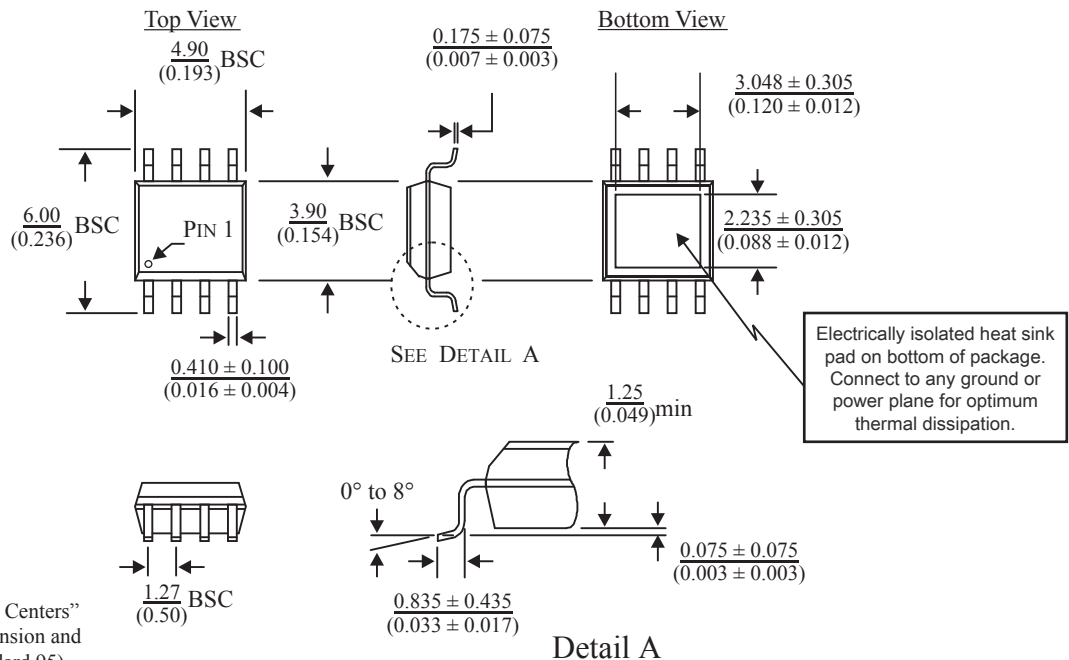 Top View
4.90
(0.193) BSC
0.175 ± 0.075
(0.007 ± 0.003)
Bottom View
3.048 ± 0.305
(0.120 ± 0.012)
6.00
(0.236) BSC
PIN 1
3.90
(0.154) BSC
2.235 ± 0.305
(0.088 ± 0.012)
SEE DETAIL A
0.410 ± 0.100
(0.016 ± 0.004)
Electrically isolated heat sink
pad on bottom of package.
Connect to any ground or
power plane for optimum
thermal dissipation.
1.25
(0.049) min
0° to 8°
0.075 ± 0.075
(0.003 ± 0.003)
1.27
(0.50) BSC
0.835 ± 0.435
(0.033 ± 0.017)
Detail A
Centers”
and
95)